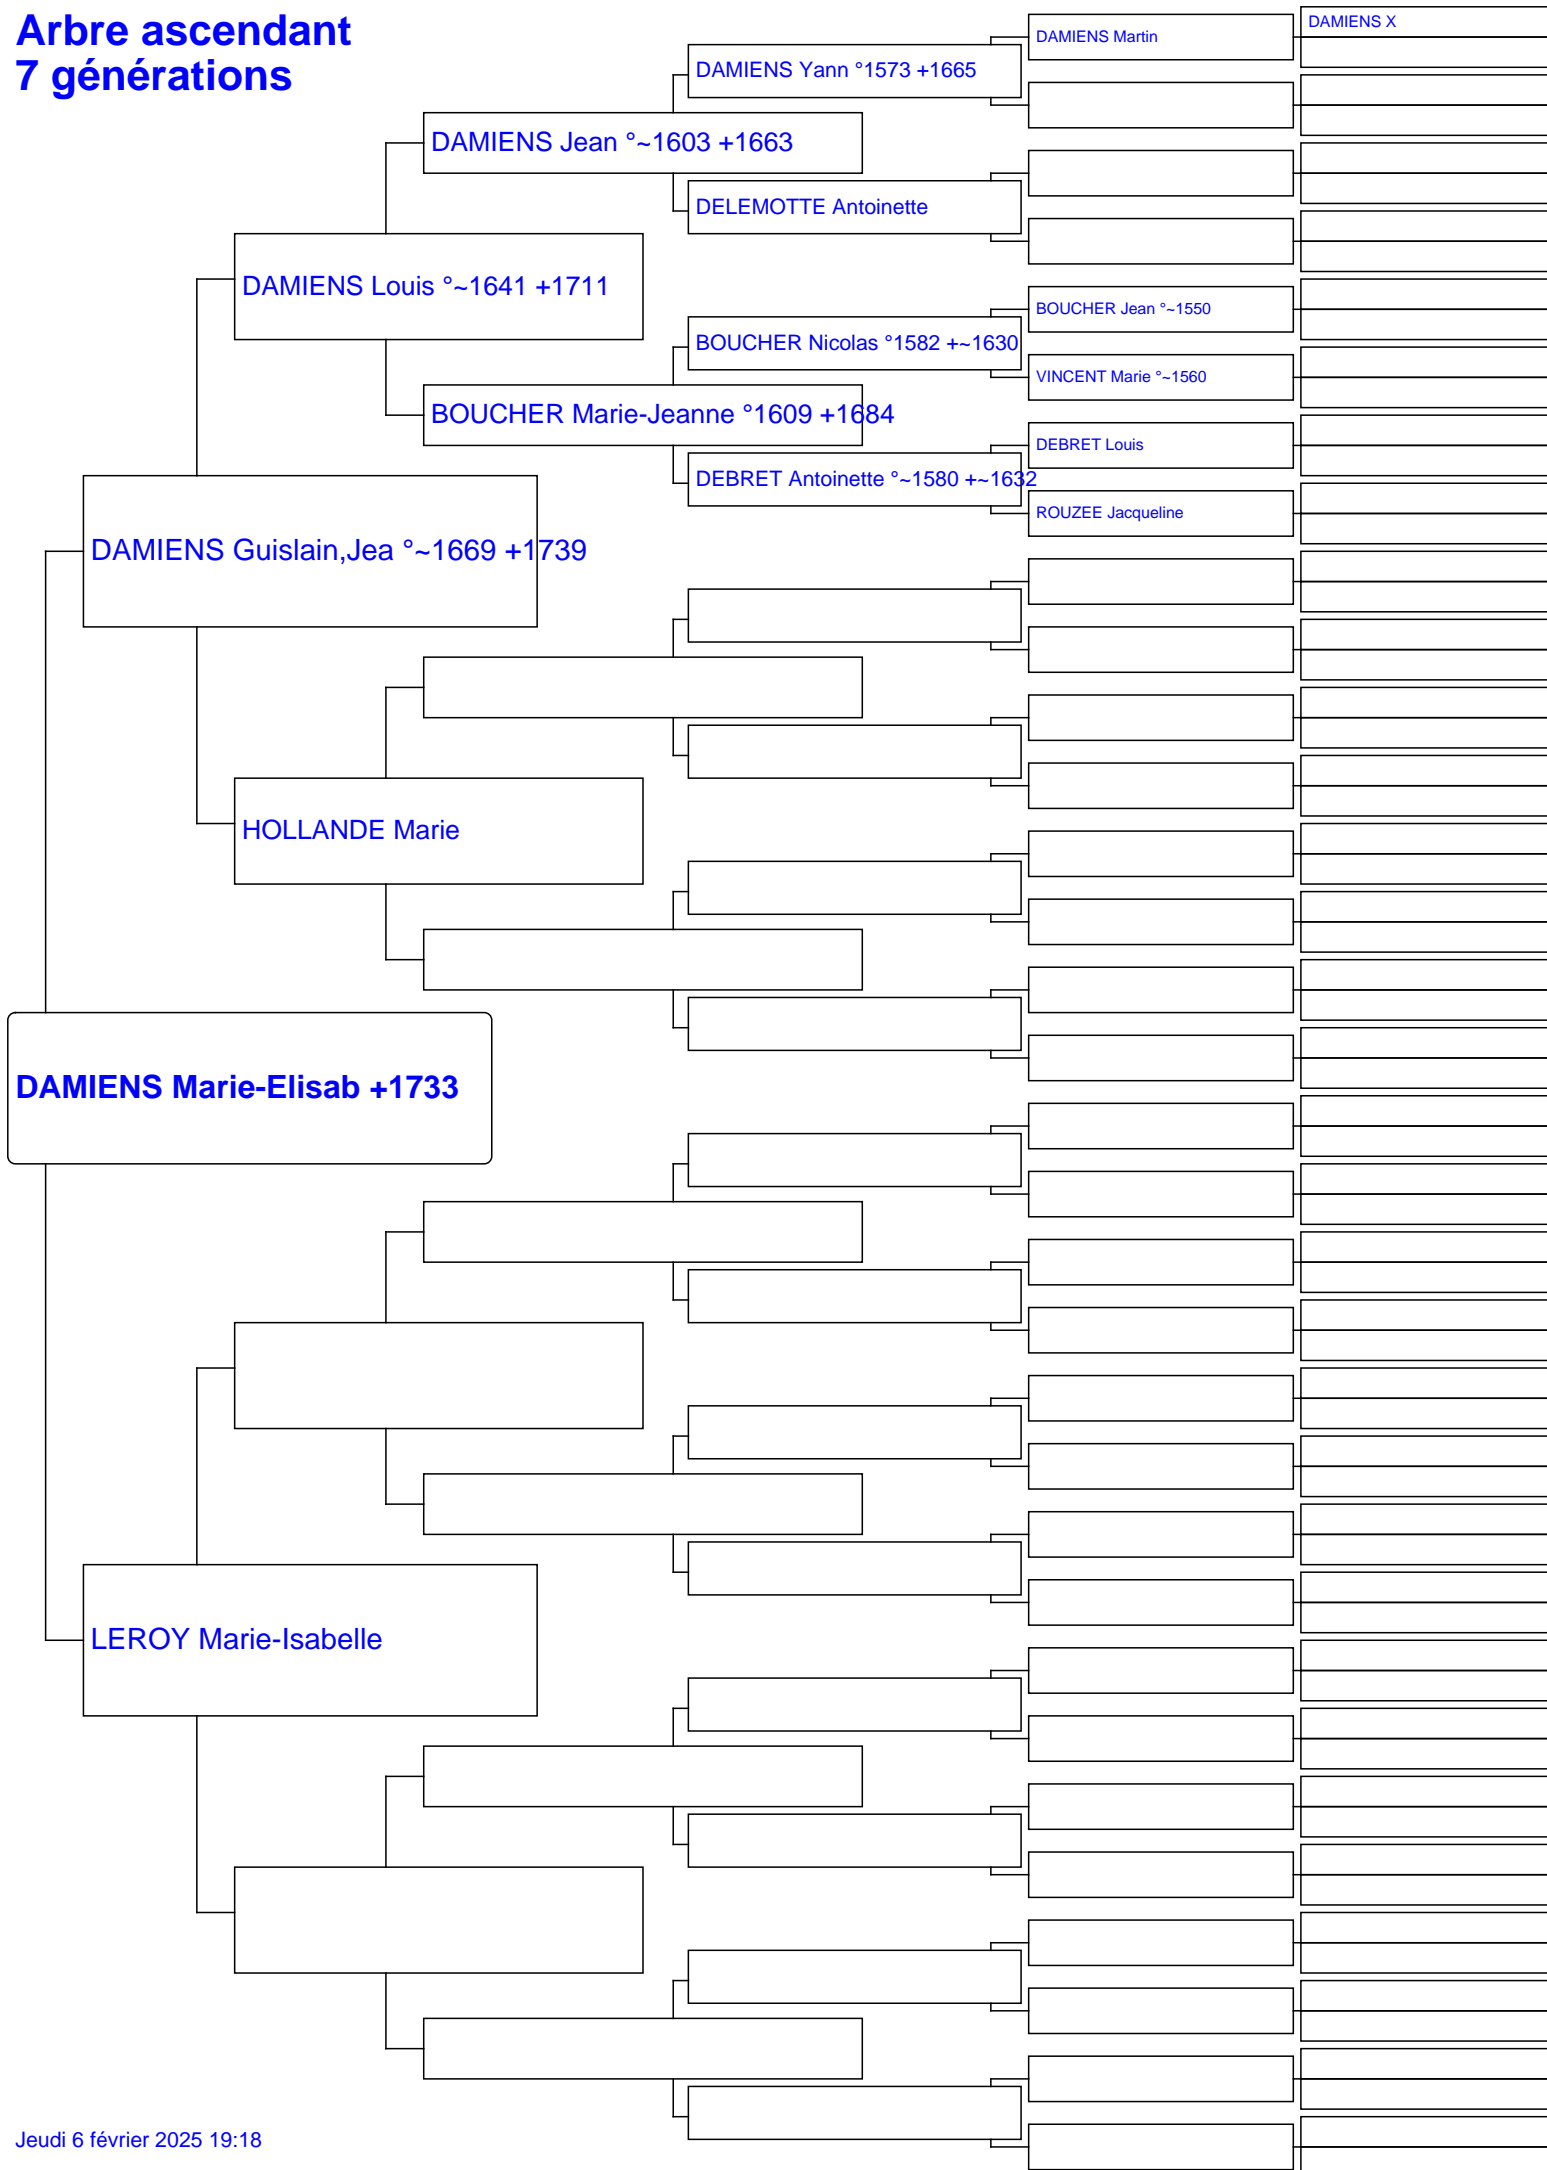 Arbre ascendant
7 générations
DAMIENS X
DAMIENS Martin
DAMIENS Yann °1573 +1665
DAMIENS Jean °~1603 +1663
DELEMOTTE Antoinette
DAMIENS Louis °~1641 +1711
BOUCHER Jean °~1550
BOUCHER Nicolas °1582 +~1630
VINCENT Marie °~1560
BOUCHER Marie-Jeanne °1609 +1684
DEBRET Louis
DEBRET Antoinette °~1580 +~1632
ROUZEE Jacqueline
DAMIENS Guislain,Jea °~1669 +1739
HOLLANDE Marie
DAMIENS Marie-Elisab +1733
LEROY Marie-Isabelle
Jeudi 6 février 2025 19:18